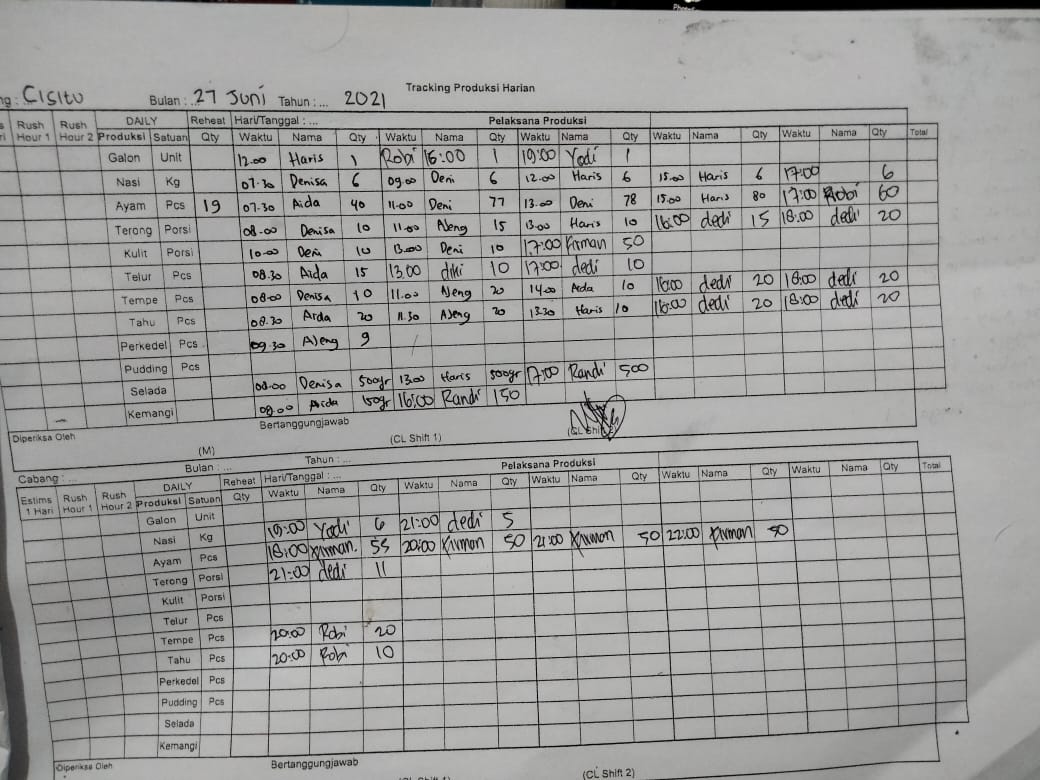 Phone
Tracking Produksi Harian
ng : Cisitu Bulan : 27 Juni Tahun : ... 2021
Rush Rush DAILY Reheat Hari/Tanggal : ... Pelaksana Produksi
ri Hour 1 Hour 2 Produksi Satuan Qty Waktu Nama Qty Waktu Nama Qty Waktu Nama Qty Waktu Nama Qty Waktu Nama Qty Total
Galon Unit 12.00 Haris 1 Robi 16:00 1 19:00 Yadi 1
Nasi Kg 07.30 Denisa 6 09.00 Deni 6 12.00 Haris 6 15.00 Haris 6 17:00 6
Ayam Pcs 19 07.30 Aida 40 11.00 Deni 77 13.00 Deni 78 15.00 Haris 80 17:00 Robi 60
Terong Porsi 08.00 Denisa 10 11.00 Ajeng 15 13.00 Haris 10 16:00 dedi 15 18:00 dedi 20
Kulit Porsi 10.00 Deni 10 13.00 Deni 10 17:00 Firman 50
Telur Pcs 08.30 Aida 15 13.00 diki 10 17:00 dedi 10
Tempe Pcs 08.00 Denisa 10 11.00 Ajeng 20 14.00 Aida 10 16:00 dedi 20 18:00 dedi 20
Tahu Pcs 08.30 Aida 20 11.30 Ajeng 20 13.30 Haris 10 16:00 dedi 20 18:00 dedi 20
Perkedel Pcs 09.30 Ajeng 9
Pudding Pcs
Selada 08.00 Denisa 500gr 13.00 Haris 500gr 17:00 Randi 500
Kemangi 08.00 Aida 150gr 16:00 Randi 150
Diperiksa Oleh Bertanggungjawab
(M) (CL Shift 1) (CL Shift 2)
Cabang : ... Bulan : ... Tahun : ...
Estims Rush Rush DAILY Reheat Hari/Tanggal : ... Pelaksana Produksi
1 Hari Hour 1 Hour 2 Produksi Satuan Qty Waktu Nama Qty Waktu Nama Qty Waktu Nama Qty Waktu Nama Qty Waktu Nama Qty Total
Galon Unit
Nasi Kg 19:00 Yadi 6 21:00 dedi 5
Ayam Pcs 18:00 Firman. 55 20:00 Firman 50 21:00 Firman 50 22:00 Firman 50
Terong Porsi 21:00 dedi 11
Kulit Porsi
Telur Pcs
Tempe Pcs 20:00 Robi 20
Tahu Pcs 20:00 Robi 10
Perkedel Pcs
Pudding Pcs
Selada
Kemangi
Diperiksa Oleh Bertanggungjawab
(CL Shift 2)